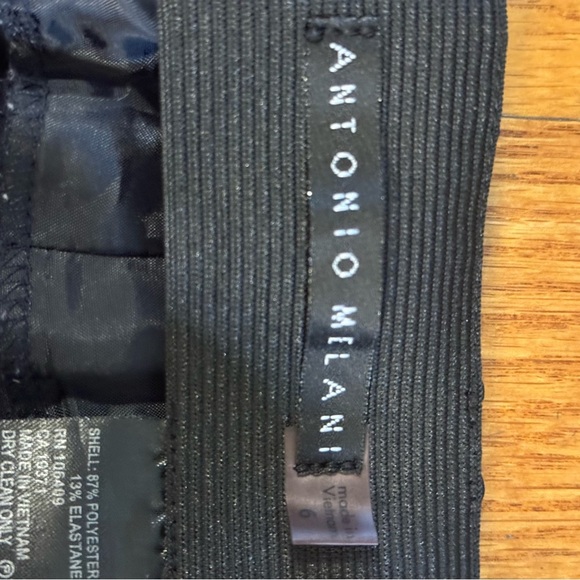 ANTONIO MELANI
made in
Vietnam
6
SHELL: 87% POLYESTER
13% ELASTANE
RN 106409
CA 19371
MADE IN VIETNAM
DRY CLEAN ONLY
P